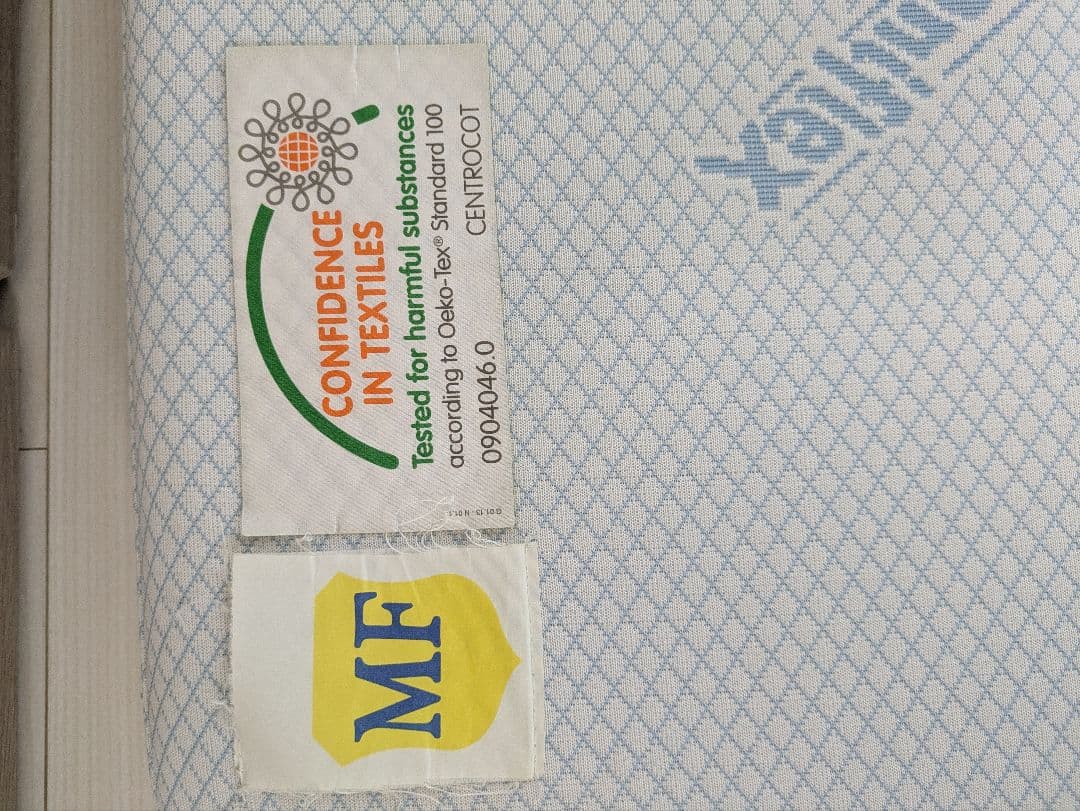 CONFIDENCE
IN TEXTILES
Tested for harmful substances
according to Oeko-Tex® Standard 100
0904046.0 CENTROCOT
MF